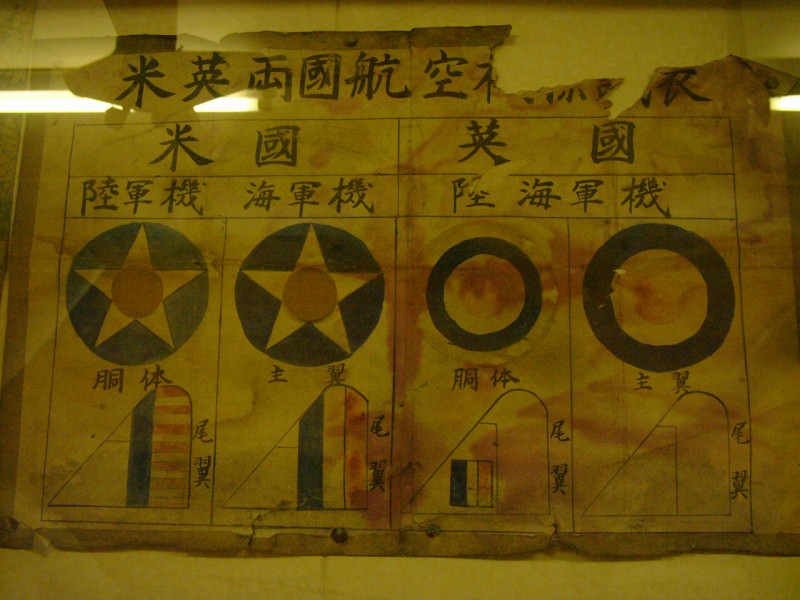 米英両國航空
米國 英國
陸軍機 海軍機 陸海軍機
胴体 主翼 胴体 主翼
尾翼 尾翼 尾翼 尾翼